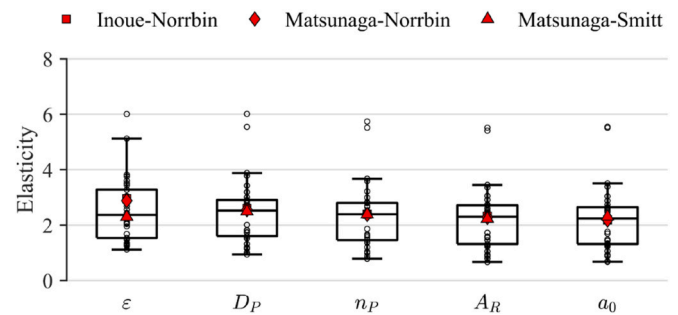 Inoue-Norrbin Matsunaga-Norrbin Matsunaga-Smitt
8
6
4
2
0
Elasticity
ε D_P n_P A_R a_0